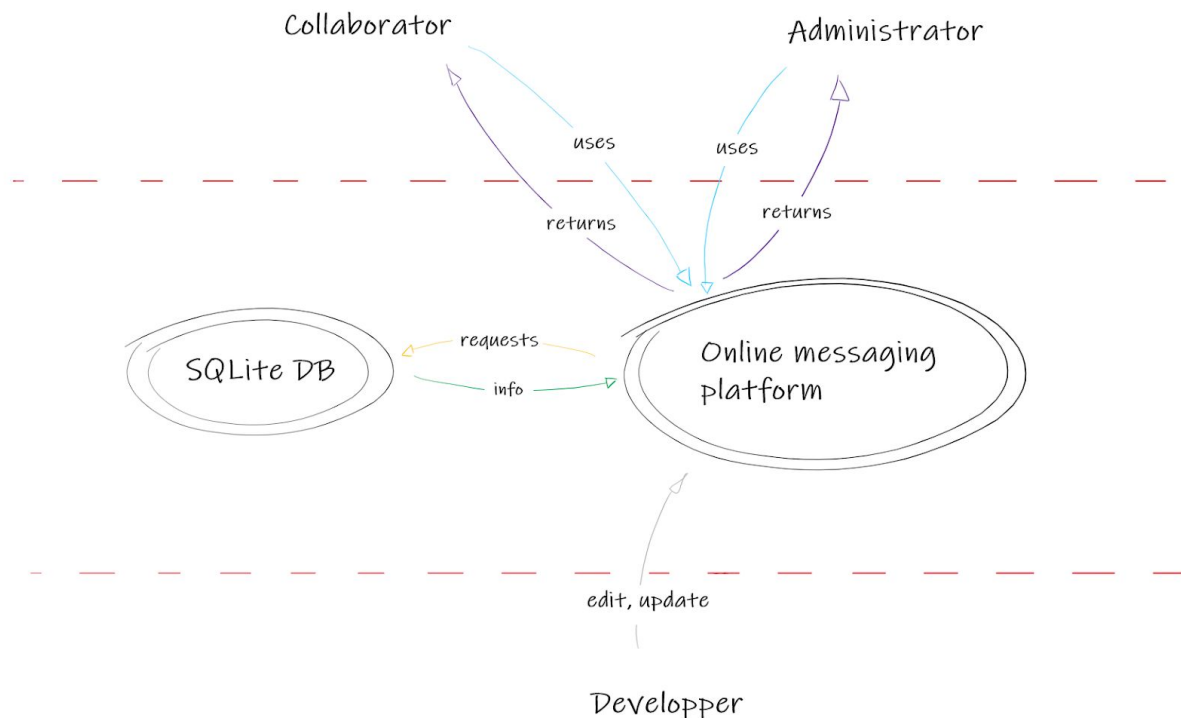 Collaborator
Administrator
uses
uses
returns
returns
requests
SQLite DB
info
Online messaging
platform
edit, update
Developper